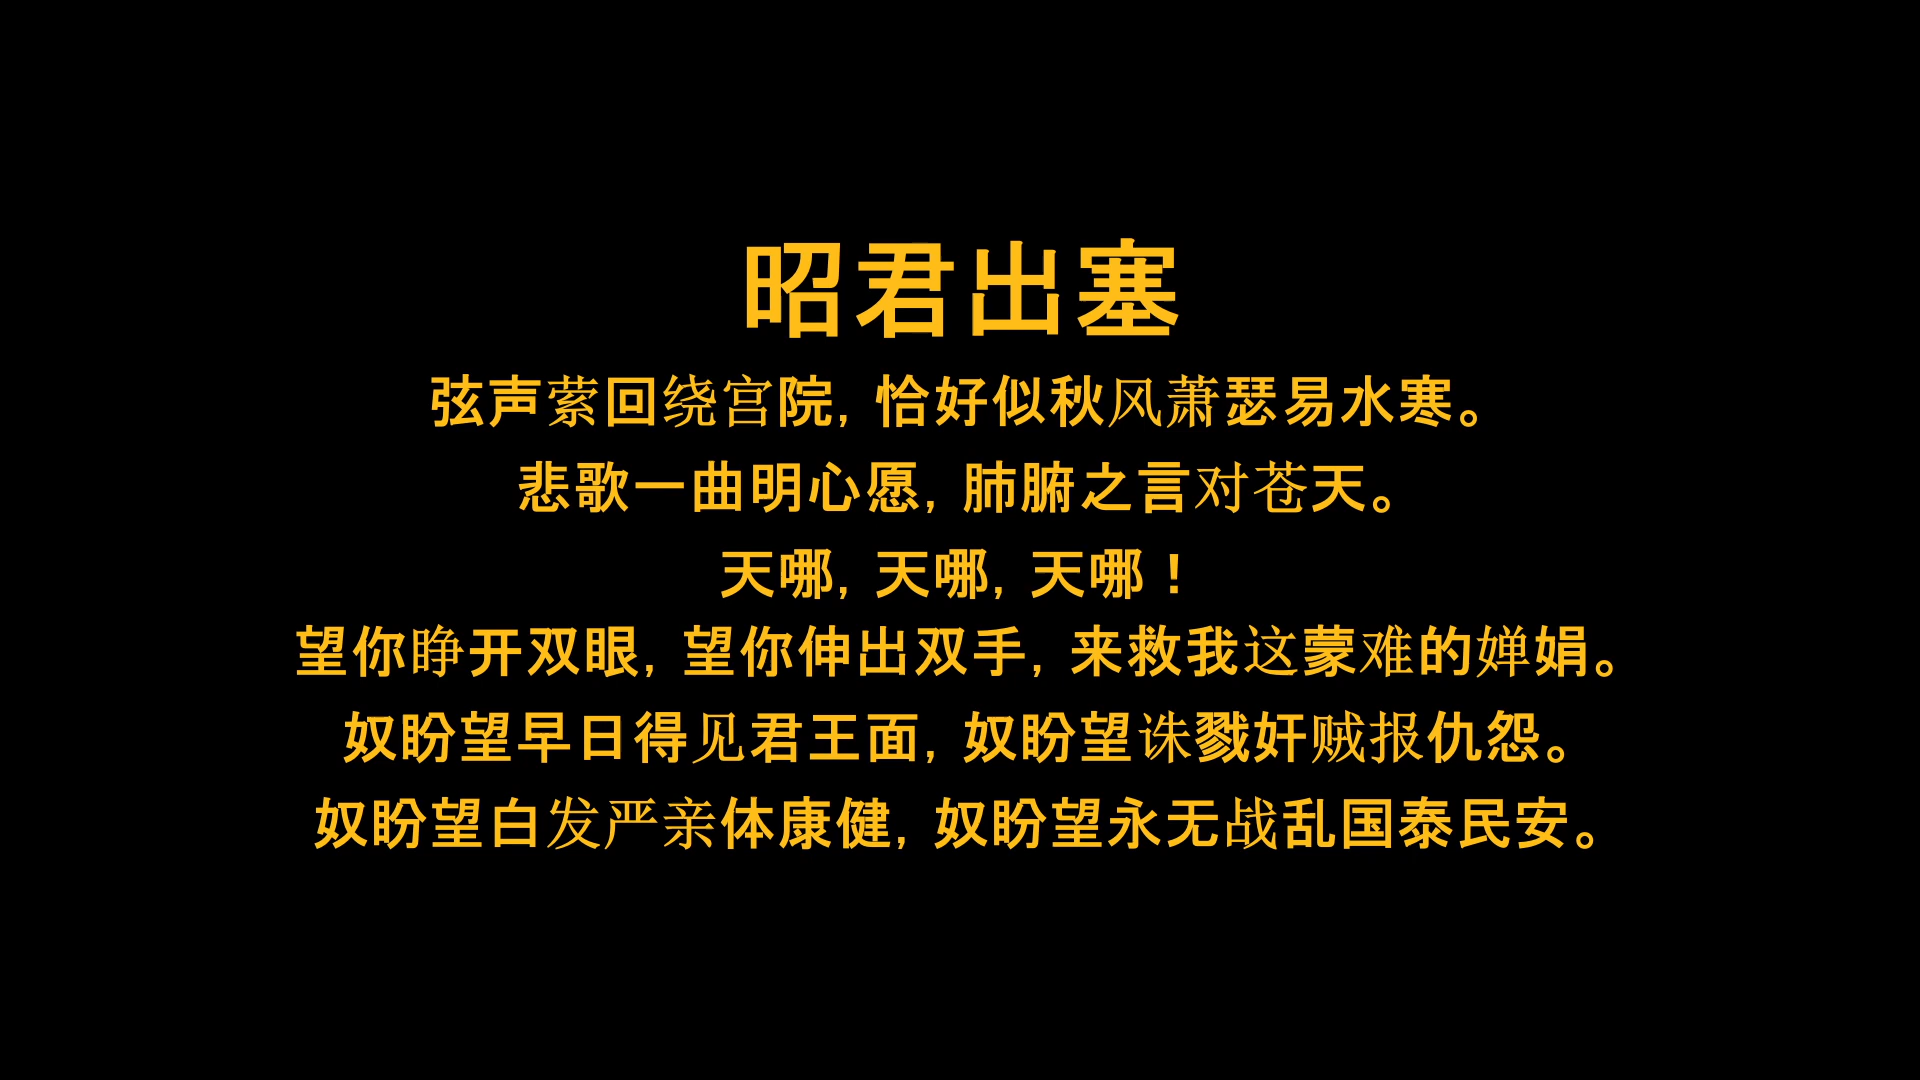 昭君出塞
弦声萦回绕宫院，恰好似秋风萧瑟易水寒。
悲歌一曲明心愿，肺腑之言对苍天。
天哪，天哪，天哪！
望你睁开双眼，望你伸出双手，来救我这蒙难的婵娟。
奴盼望早日得见君王面，奴盼望诛戮奸贼报仇怨。
奴盼望白发严亲体康健，奴盼望永无战乱国泰民安。